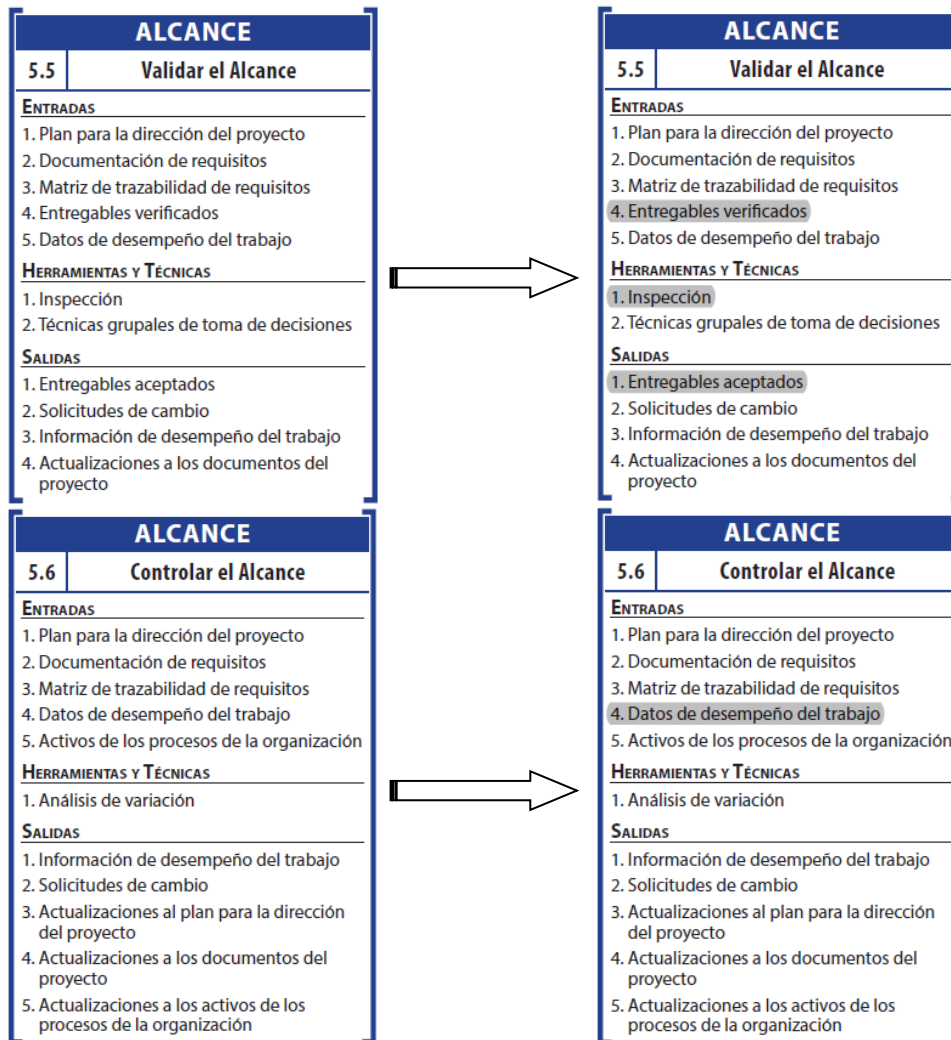 ALCANCE
5.5 Validar el Alcance
ENTRADAS
1. Plan para la dirección del proyecto
2. Documentación de requisitos
3. Matriz de trazabilidad de requisitos
4. Entregables verificados
5. Datos de desempeño del trabajo
HERRAMIENTAS Y TÉCNICAS
1. Inspección
2. Técnicas grupales de toma de decisiones
SALIDAS
1. Entregables aceptados
2. Solicitudes de cambio
3. Información de desempeño del trabajo
4. Actualizaciones a los documentos del
proyecto
ALCANCE
5.5 Validar el Alcance
ENTRADAS
1. Plan para la dirección del proyecto
2. Documentación de requisitos
3. Matriz de trazabilidad de requisitos
4. Entregables verificados
5. Datos de desempeño del trabajo
HERRAMIENTAS Y TÉCNICAS
1. Inspección
2. Técnicas grupales de toma de decisiones
SALIDAS
1. Entregables aceptados
2. Solicitudes de cambio
3. Información de desempeño del trabajo
4. Actualizaciones a los documentos del
proyecto
ALCANCE
5.6 Controlar el Alcance
ENTRADAS
1. Plan para la dirección del proyecto
2. Documentación de requisitos
3. Matriz de trazabilidad de requisitos
4. Datos de desempeño del trabajo
5. Activos de los procesos de la organización
HERRAMIENTAS Y TÉCNICAS
1. Análisis de variación
SALIDAS
1. Información de desempeño del trabajo
2. Solicitudes de cambio
3. Actualizaciones al plan para la dirección
del proyecto
4. Actualizaciones a los documentos del
proyecto
5. Actualizaciones a los activos de los
procesos de la organización
ALCANCE
5.6 Controlar el Alcance
ENTRADAS
1. Plan para la dirección del proyecto
2. Documentación de requisitos
3. Matriz de trazabilidad de requisitos
4. Datos de desempeño del trabajo
5. Activos de los procesos de la organización
HERRAMIENTAS Y TÉCNICAS
1. Análisis de variación
SALIDAS
1. Información de desempeño del trabajo
2. Solicitudes de cambio
3. Actualizaciones al plan para la dirección
del proyecto
4. Actualizaciones a los documentos del
proyecto
5. Actualizaciones a los activos de los
procesos de la organización